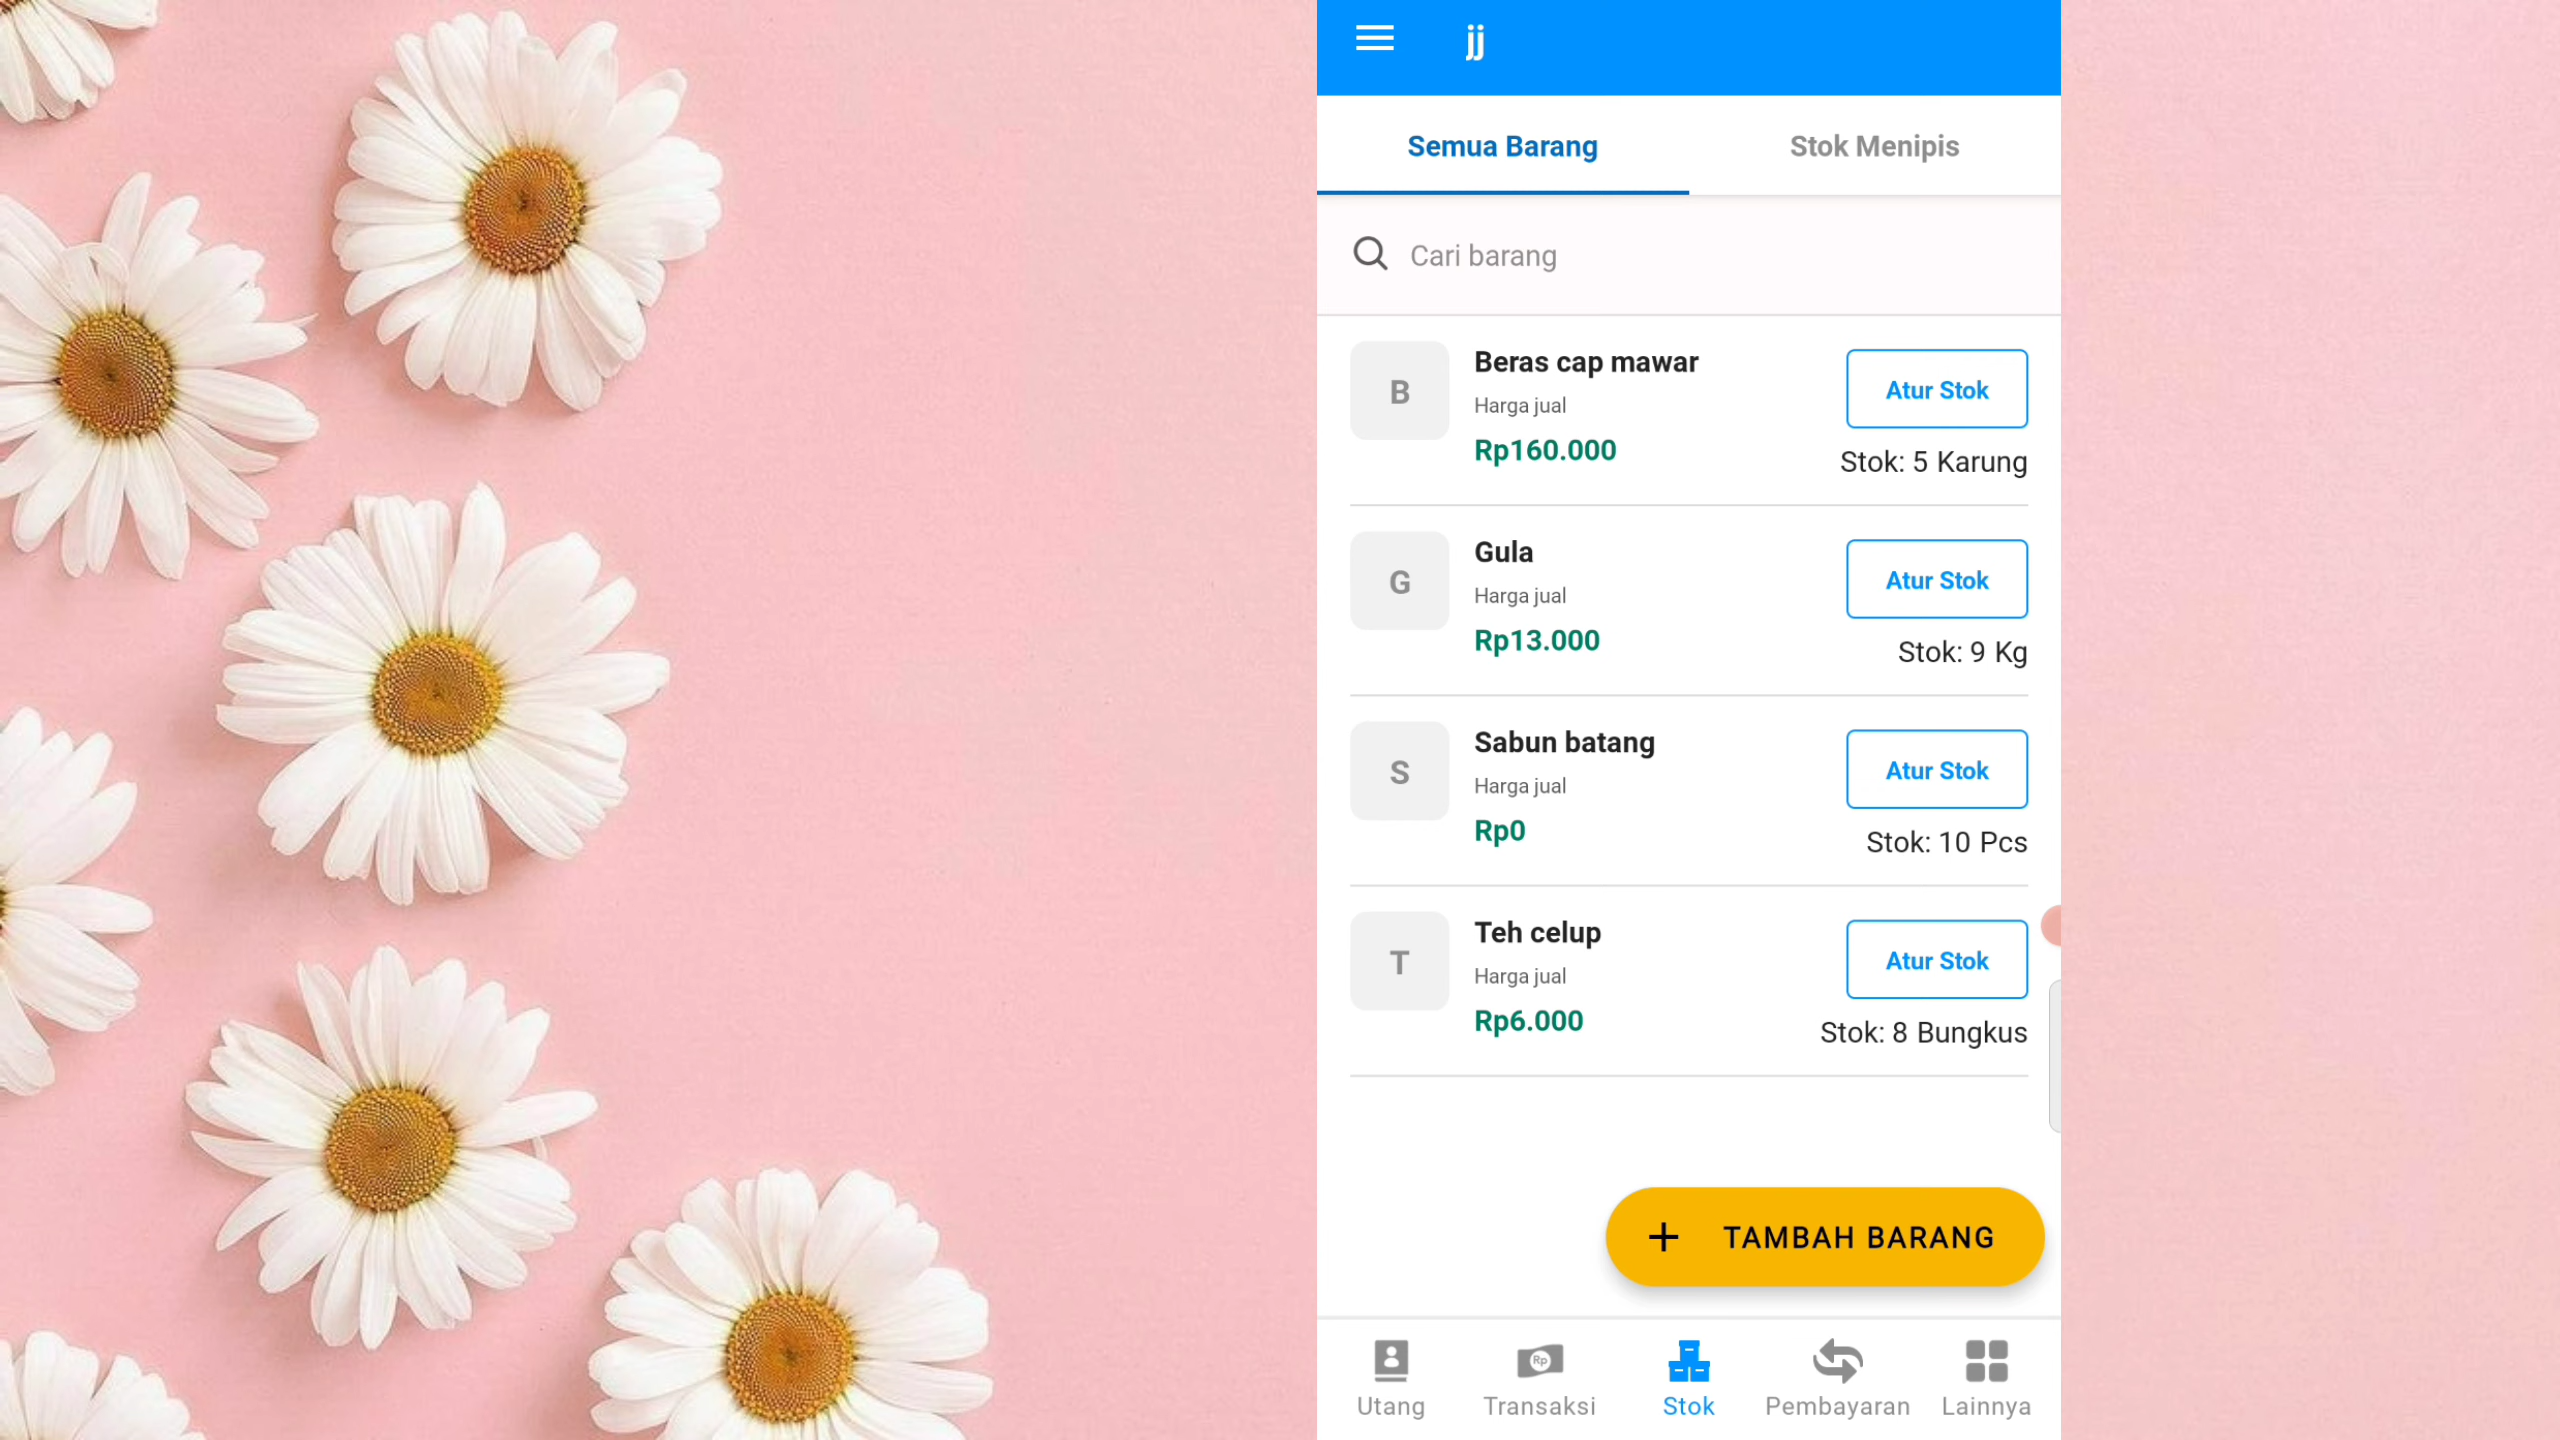 jj
Semua Barang
Stok Menipis
Cari barang
B
Beras cap mawar
Harga jual
Rp160.000
Atur Stok
Stok: 5 Karung
G
Gula
Harga jual
Rp13.000
Atur Stok
Stok: 9 Kg
S
Sabun batang
Harga jual
Rp0
Atur Stok
Stok: 10 Pcs
T
Teh celup
Harga jual
Rp6.000
Atur Stok
Stok: 8 Bungkus
+ TAMBAH BARANG
Rp
Utang
Transaksi
Stok
Pembayaran
Lainnya